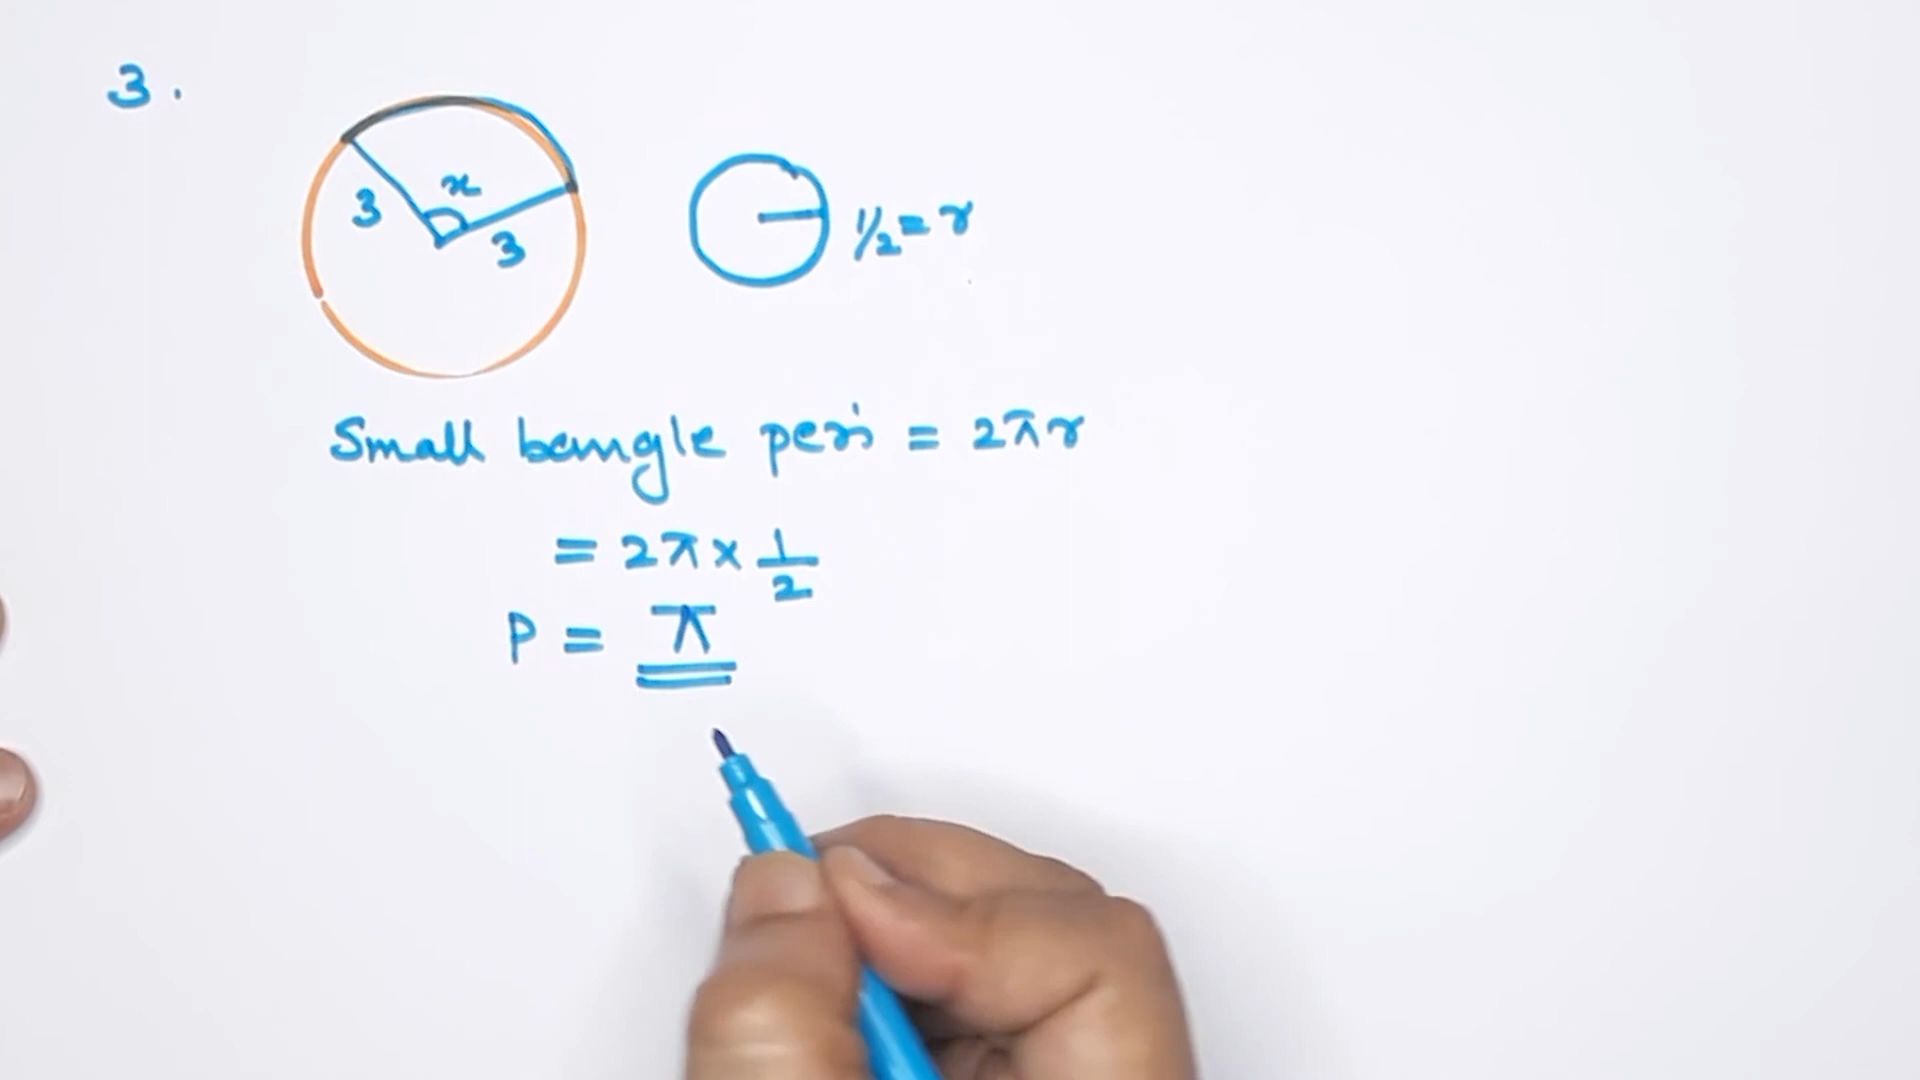 3.
x
3
3
1/2 = r
Small bangle peri = 2πr
= 2π × 1/2
P = π